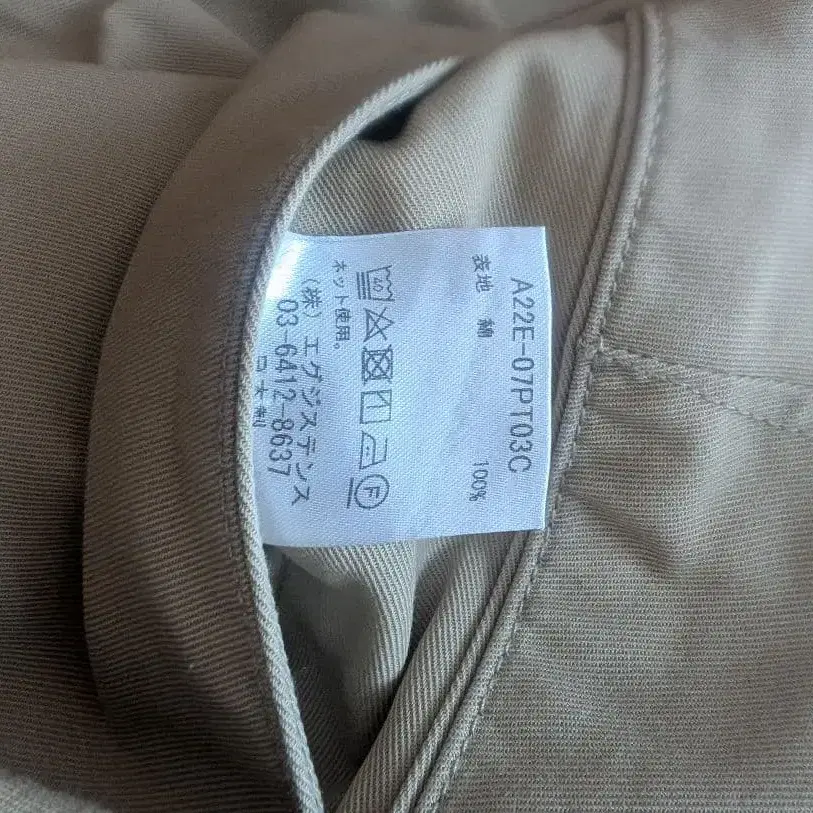 A22E-07PT03C
表地 綿 100%
40 F
ネット使用。
(株) エグジステンス
03-6412-8637
日本製